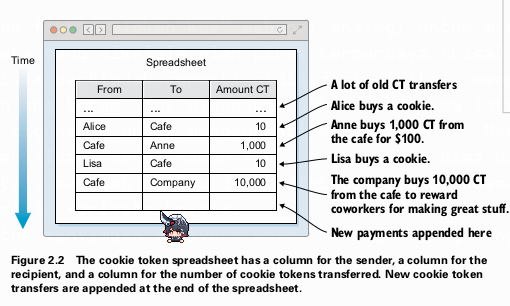 Time
Spreadsheet
From To Amount CT
... ... ...
Alice Cafe 10
Cafe Anne 1,000
Lisa Cafe 10
Cafe Company 10,000
A lot of old CT transfers
Alice buys a cookie.
Anne buys 1,000 CT from
the cafe for $100.
Lisa buys a cookie.
The company buys 10,000 CT
from the cafe to reward
coworkers for making great stuff.
New payments appended here
Figure 2.2 The cookie token spreadsheet has a column for the sender, a column for the
recipient, and a column for the number of cookie tokens transferred. New cookie token
transfers are appended at the end of the spreadsheet.